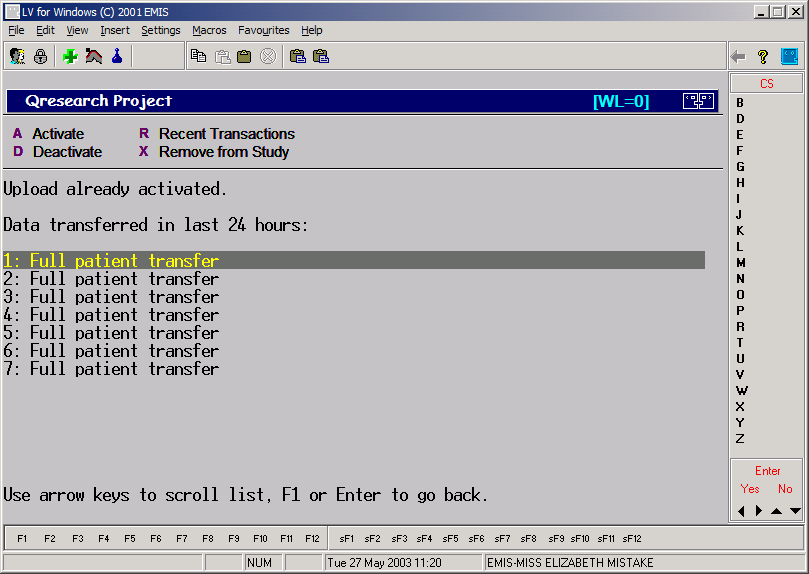 LV for Windows (C) 2001 EMIS
File Edit View Insert Settings Macros Favourites Help
Qresearch Project [WL=0]
A Activate R Recent Transactions
D Deactivate X Remove from Study
Upload already activated.
Data transferred in last 24 hours:
1: Full patient transfer
2: Full patient transfer
3: Full patient transfer
4: Full patient transfer
5: Full patient transfer
6: Full patient transfer
7: Full patient transfer
Use arrow keys to scroll list, F1 or Enter to go back.
CS
B
D
E
F
G
H
I
J
K
L
M
N
O
P
R
T
U
V
W
X
Y
Z
Enter
Yes No
F1 F2 F3 F4 F5 F6 F7 F8 F9 F10 F11 F12 sF1 sF2 sF3 sF4 sF5 sF6 sF7 sF8 sF9 sF10 sF11 sF12
NUM Tue 27 May 2003 11:20 EMIS-MISS ELIZABETH MISTAKE